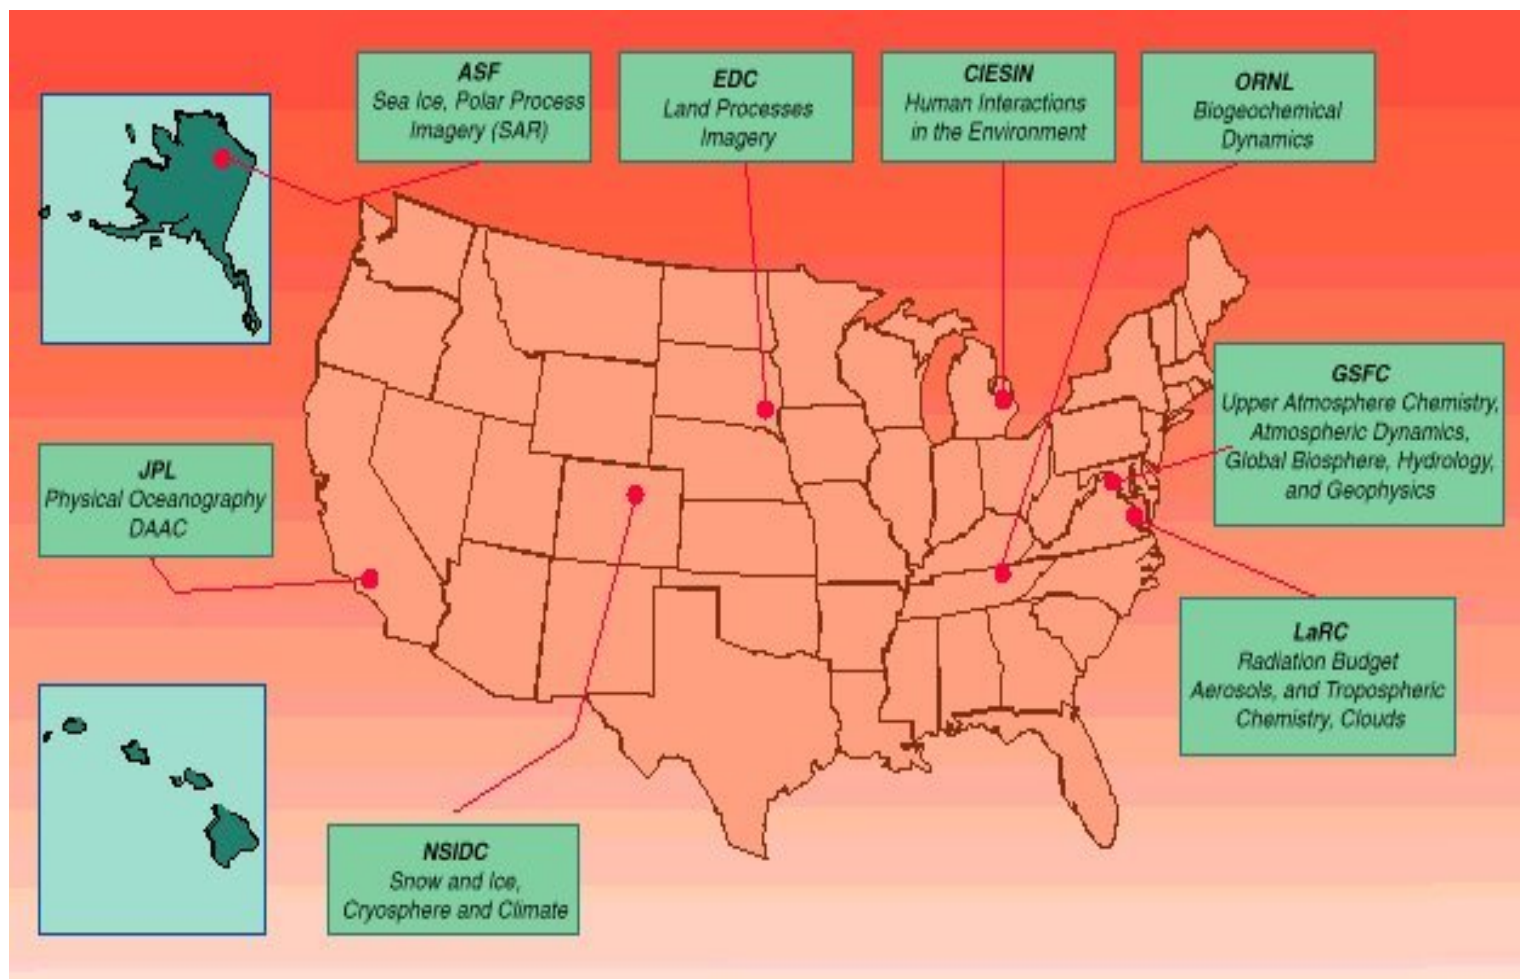 ASF
Sea Ice, Polar Process
Imagery (SAR)
EDC
Land Processes
Imagery
CIESIN
Human Interactions
in the Environment
ORNL
Biogeochemical
Dynamics
GSFC
Upper Atmosphere Chemistry,
Atmospheric Dynamics,
Global Biosphere, Hydrology,
and Geophysics
JPL
Physical Oceanography
DAAC
LaRC
Radiation Budget
Aerosols, and Tropospheric
Chemistry, Clouds
NSIDC
Snow and Ice,
Cryosphere and Climate